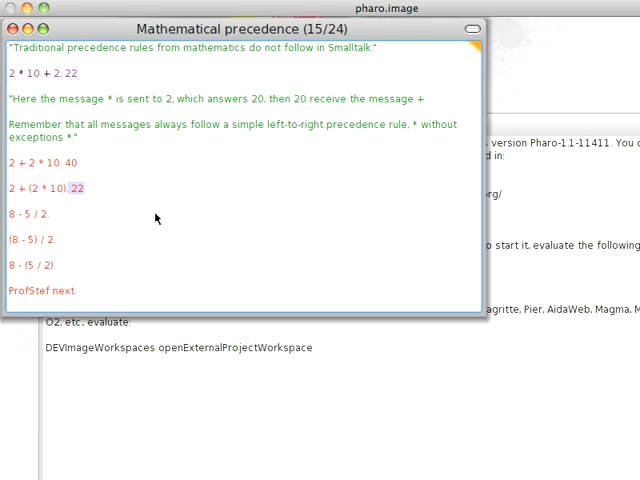 pharo.image
Mathematical precedence (15/24)
"Traditional precedence rules from mathematics do not follow in Smalltalk."
2 * 10 + 2. 22
"Here the message * is sent to 2, which answers 20, then 20 receive the message +
Remember that all messages always follow a simple left-to-right precedence rule, * without
exceptions *."
2 + 2 * 10. 40
2 + (2 * 10). 22
8 - 5 / 2.
(8 - 5) / 2.
8 - (5 / 2).
ProfStef next.
version Pharo-1.1-11411. You c
d in:
org/
o start it, evaluate the following
agritte, Pier, AidaWeb, Magma, M
O2, etc, evaluate:
DEVImageWorkspaces openExternalProjectWorkspace